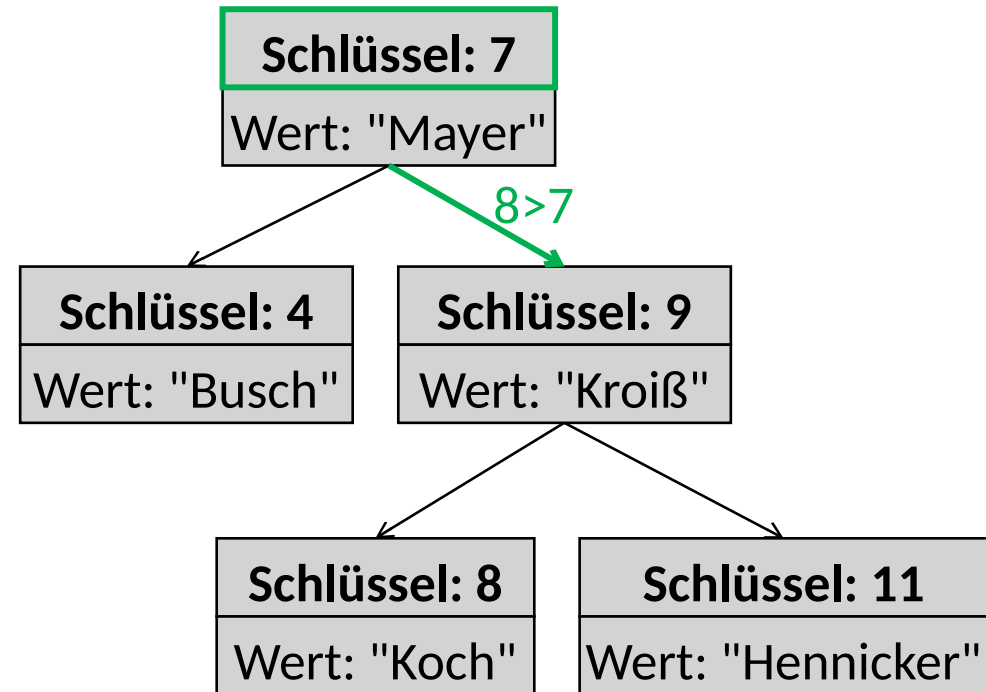 Schlüssel: 7
Wert: "Mayer"
8>7
Schlüssel: 4
Wert: "Busch"
Schlüssel: 9
Wert: "Kroiß"
Schlüssel: 8
Wert: "Koch"
Schlüssel: 11
Wert: "Hennicker"